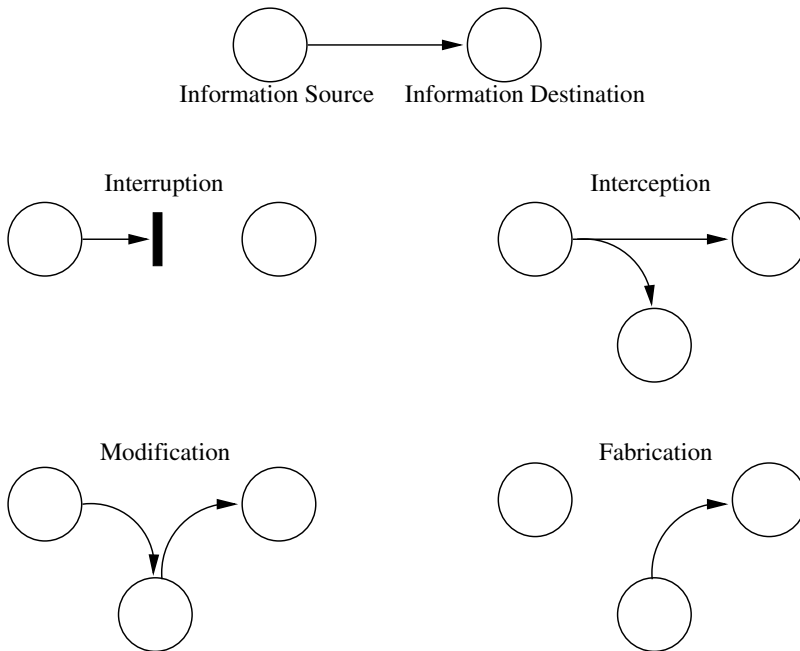 Information Source Information Destination
Interruption
Interception
Modification
Fabrication